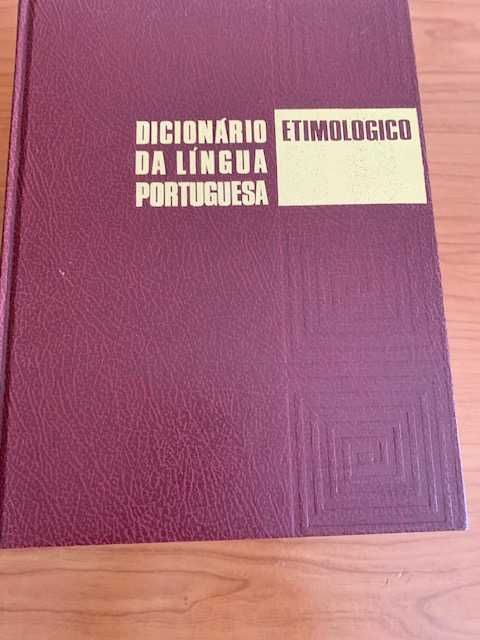 DICIONÁRIO ETIMOLOGICO
DA LÍNGUA
PORTUGUESA